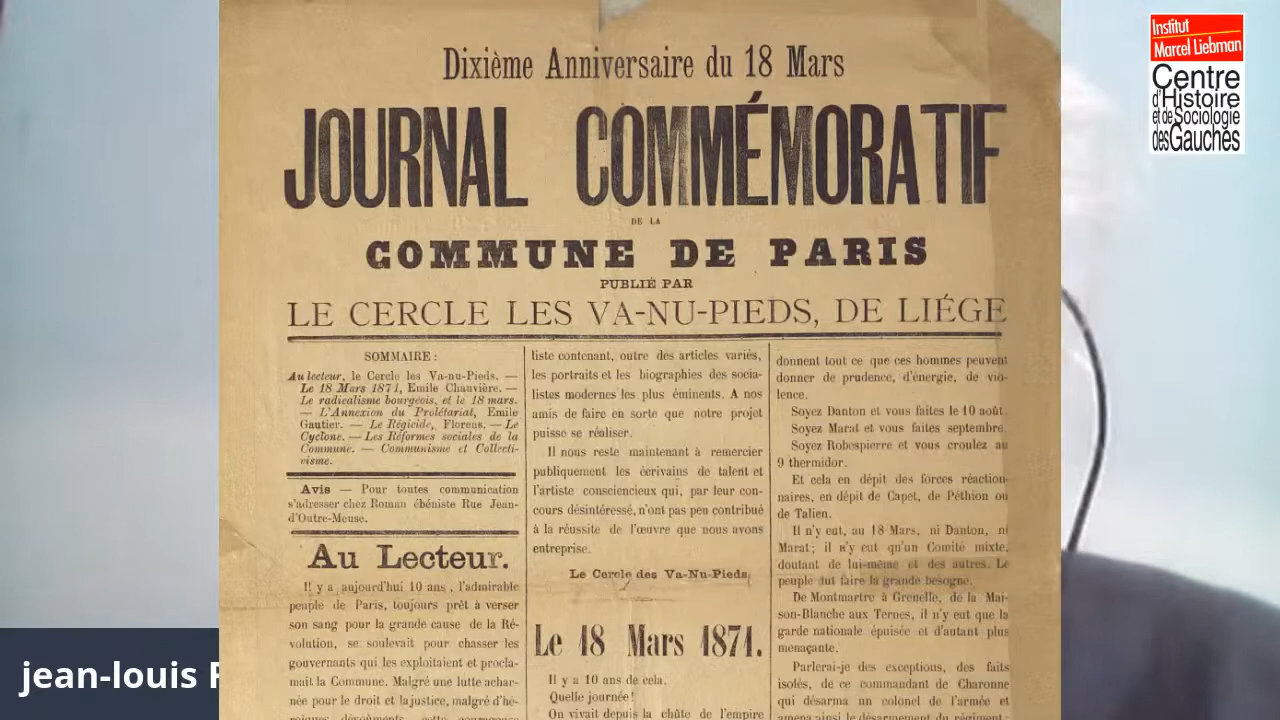 Dixième Anniversaire du 18 Mars
JOURNAL COMMÉMORATIF
DE LA
COMMUNE DE PARIS
PUBLIÉ PAR
LE CERCLE LES VA-NU-PIEDS, DE LIÉGE
SOMMAIRE :
Au lecteur, le Cercle les Va-nu-Pieds. —
Le 18 Mars 1871, Emile Chauvière. —
Le radicalisme bourgeois, et le 18 mars.
— L'Annexion du Prolétariat, Emile
Gautier. — Le Régicide, Florens. — Le
Cyclone. — Les Réformes sociales de la
Commune. — Communisme et Collecti-
visme.
Avis — Pour toutes communication
s'adresser chez Roman ébéniste Rue Jean-
d'Outre-Meuse.
Au Lecteur.
Il y a aujourd'hui 10 ans, l'admirable
peuple de Paris, toujours prêt à verser
son sang pour la grande cause de la Ré-
volution, se soulevait pour chasser les
gouvernants qui les exploitaient et procla-
mait la Commune. Malgré une lutte achar-
née pour le droit et la justice, malgré d'hé-
liste contenant, outre des articles variés,
les portraits et les biographies des socia-
listes modernes les plus éminents. A nos
amis de faire en sorte que notre projet
puisse se réaliser.
Il nous reste maintenant à remercier
publiquement les écrivains de talent et
l'artiste consciencieux qui, par leur con-
cours désintéressé, n'ont pas peu contribué
à la réussite de l'œuvre que nous avons
entreprise.
Le Cercle des Va-Nu-Pieds,
Le 18 Mars 1871.
Il y a 10 ans de cela.
Quelle journée !
On vivait depuis la chûte de l'empire
donnent tout ce que ces hommes peuvent
donner de prudence, d'énergie, de vio-
lence.
Soyez Danton et vous faites le 10 août.
Soyez Marat et vous faites septembre.
Soyez Robespierre et vous croulez au
9 thermidor.
Et cela en dépit des forces réaction-
naires, en dépit de Capet, de Péthion ou
de Talien.
Il n'y eut, au 18 Mars, ni Danton, ni
Marat ; il n'y eut qu'un Comité mixte,
doutant de lui-même et des autres. Le
peuple dut faire la grande besogne.
De Montmartre à Grenelle, de la Mai-
son-Blanche aux Ternes, il n'y eut que la
garde nationale épuisée et d'autant plus
menaçante.
Parlerai-je des exceptions, des faits
isolés, de ce commandant de Charonne
qui désarma un colonel de l'armée et
amena ainsi le désarmement du régiment ;
Institut
Marcel Liebman
Centre
d'Histoire
et de Sociologie
des Gauches
jean-louis